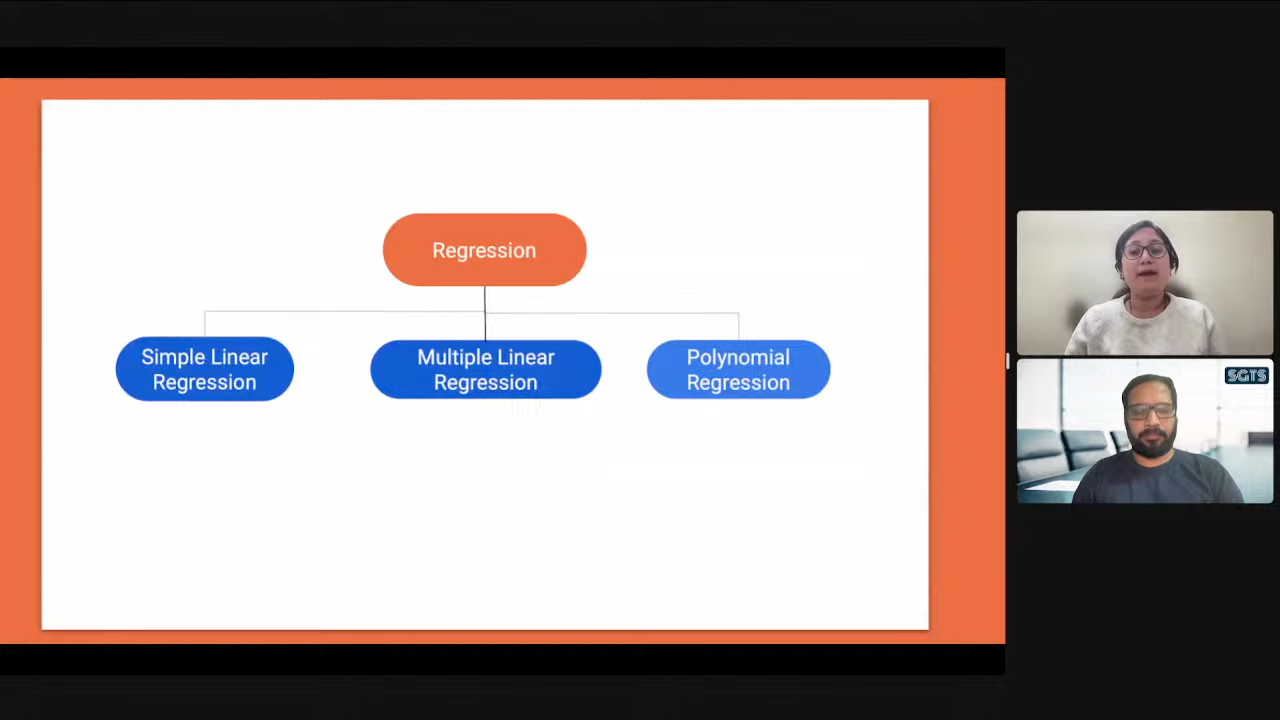 Regression
Simple Linear
Regression
Multiple Linear
Regression
Polynomial
Regression
SGTS